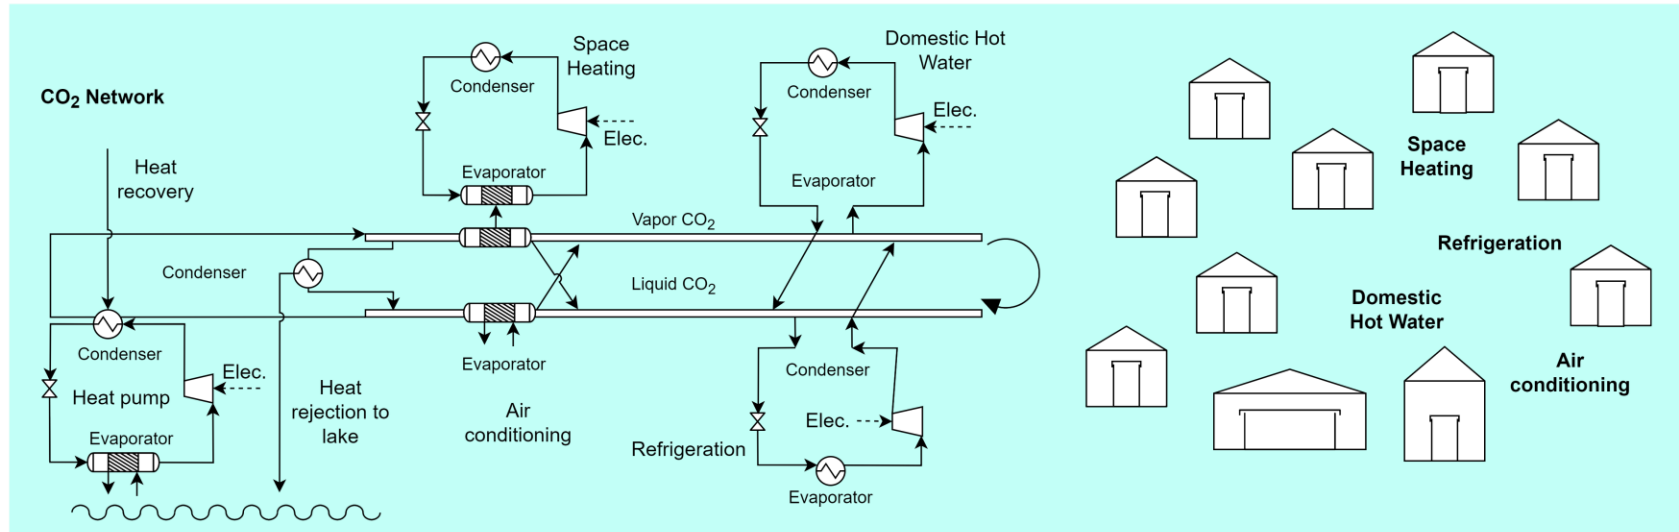 CO2 Network
Heat
recovery
Condenser
Heat pump
Elec.
Evaporator
Condenser
Heat
rejection to
lake
Condenser
Space
Heating
Elec.
Evaporator
Vapor CO2
Liquid CO2
Evaporator
Air
conditioning
Domestic Hot
Water
Condenser
Elec.
Evaporator
Condenser
Elec.
Refrigeration
Evaporator
Space
Heating
Refrigeration
Domestic
Hot Water
Air
conditioning